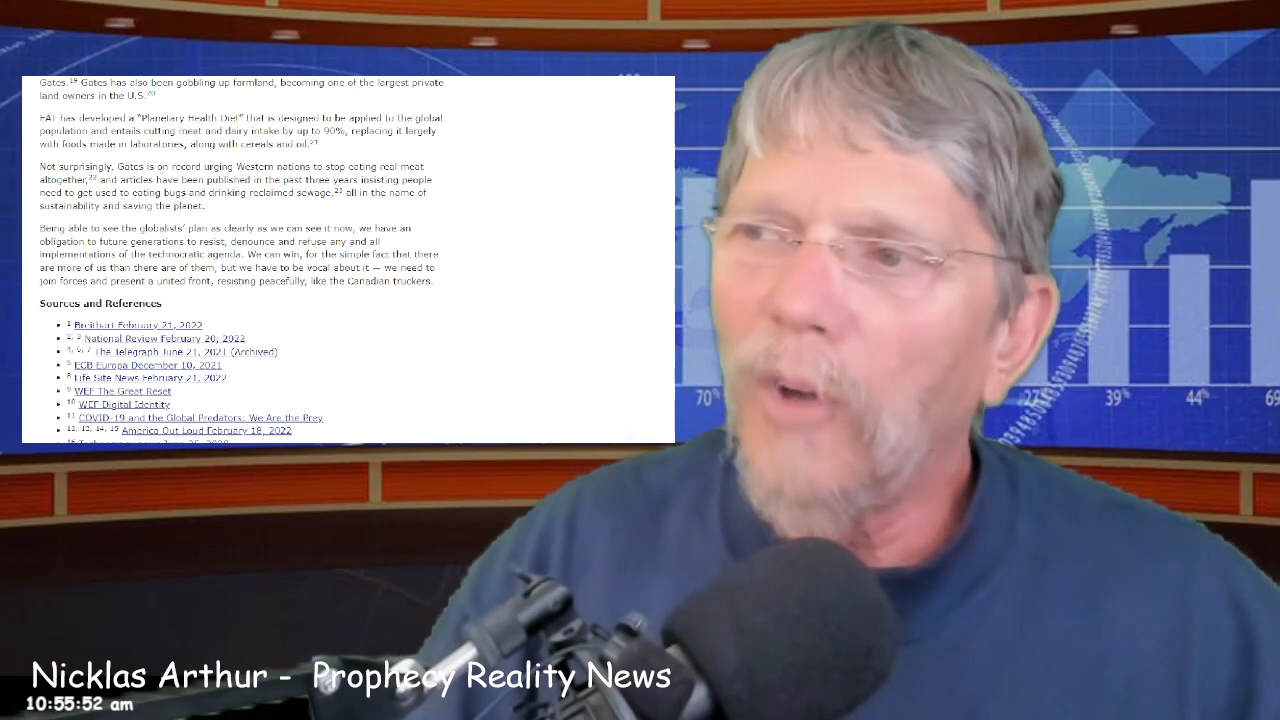 Gates.19 Gates has also been gobbling up farmland, becoming one of the largest private
land owners in the U.S.20
EAT has developed a "Planetary Health Diet" that is designed to be applied to the global
population and entails cutting meat and dairy intake by up to 90%, replacing it largely
with foods made in laboratories, along with cereals and oil.21
Not surprisingly, Gates is on record urging Western nations to stop eating real meat
altogether,22 and articles have been published in the past three years insisting people
need to get used to eating bugs and drinking reclaimed sewage,23 all in the name of
sustainability and saving the planet.
Being able to see the globalists' plan as clearly as we can see it now, we have an
obligation to future generations to resist, denounce and refuse any and all
implementations of the technocratic agenda. We can win, for the simple fact that there
are more of us than there are of them, but we have to be vocal about it — we need to
join forces and present a united front, resisting peacefully, like the Canadian truckers.
Sources and References
• 1 Breitbart February 21, 2022
• 2, 3 National Review February 20, 2022
• 4, 6, 7 The Telegraph June 21, 2021 (Archived)
• 5 ECB Europa December 10, 2021
• 8 Life Site News February 21, 2022
• 9 WEF The Great Reset
• 10 WEF Digital Identity
• 11 COVID-19 and the Global Predators: We Are the Prey
• 12, 13, 14, 15 America Out Loud February 18, 2022
70%
27%
39%
44%
69
Nicklas Arthur - Prophecy Reality News
10:55:52 am